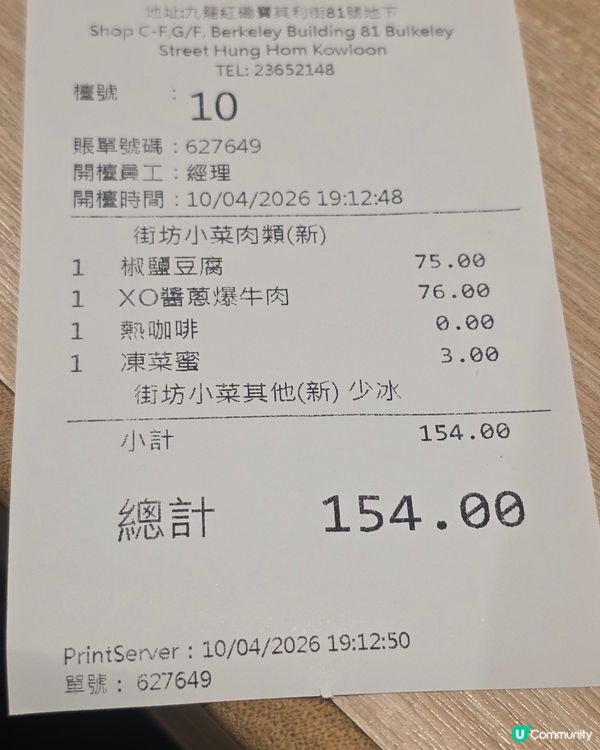 地址:九龍紅磡寶其利街81號地下
Shop C-F,G/F, Berkeley Building 81 Bulkeley
Street Hung Hom Kowloon
TEL: 23652148
檯號 : 10
賬單號碼 : 627649
開檯員工 : 經理
開檯時間 : 10/04/2026 19:12:48
街坊小菜肉類(新)
1 椒鹽豆腐 75.00
1 XO醬蔥爆牛肉 76.00
1 熱咖啡 0.00
1 凍菜蜜 3.00
街坊小菜其他(新) 少冰
小計 154.00
總計 154.00
PrintServer : 10/04/2026 19:12:50
單號 : 627649
U Community